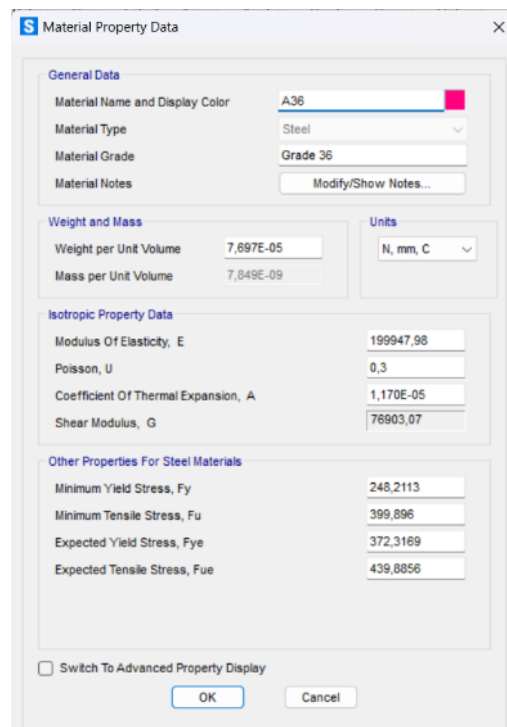 S Material Property Data
General Data
Material Name and Display Color A36
Material Type Steel
Material Grade Grade 36
Material Notes Modify/Show Notes...
Weight and Mass Units
Weight per Unit Volume 7,697E-05 N, mm, C
Mass per Unit Volume 7,849E-09
Isotropic Property Data
Modulus Of Elasticity, E 199947,98
Poisson, U 0,3
Coefficient Of Thermal Expansion, A 1,170E-05
Shear Modulus, G 76903,07
Other Properties For Steel Materials
Minimum Yield Stress, Fy 248,2113
Minimum Tensile Stress, Fu 399,896
Expected Yield Stress, Fye 372,3169
Expected Tensile Stress, Fue 439,8856
Switch To Advanced Property Display
OK Cancel